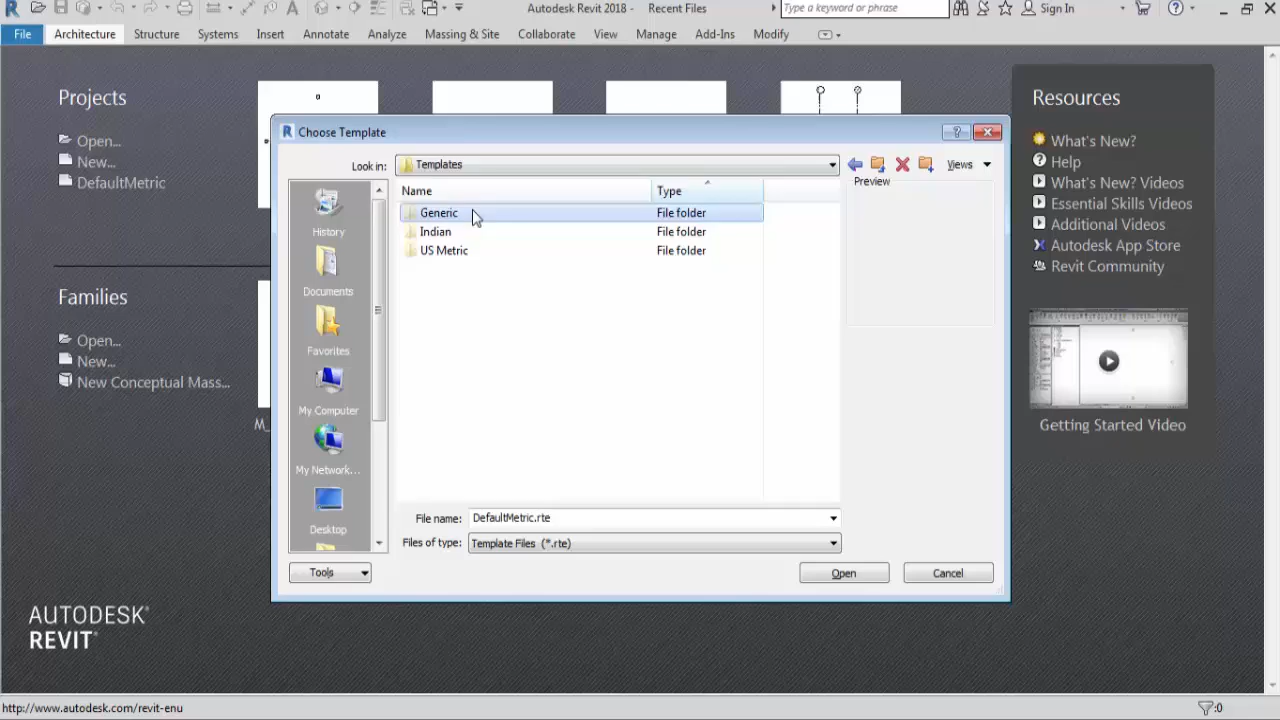 Autodesk Revit 2018 - Recent Files
Type a keyword or phrase
Sign In
File
Architecture
Structure
Systems
Insert
Annotate
Analyze
Massing & Site
Collaborate
View
Manage
Add-Ins
Modify
Projects
Open...
New...
DefaultMetric
Families
Open...
New...
New Conceptual Mass...
M_
AUTODESK®
REVIT®
Choose Template
Look in:
Templates
Views
Name
Type
Preview
Generic
File folder
Indian
File folder
US Metric
File folder
History
Documents
Favorites
My Computer
My Network...
Desktop
File name:
DefaultMetric.rte
Files of type:
Template Files (*.rte)
Tools
Open
Cancel
Resources
What's New?
Help
What's New? Videos
Essential Skills Videos
Additional Videos
Autodesk App Store
Revit Community
Getting Started Video
http://www.autodesk.com/revit-enu
:0